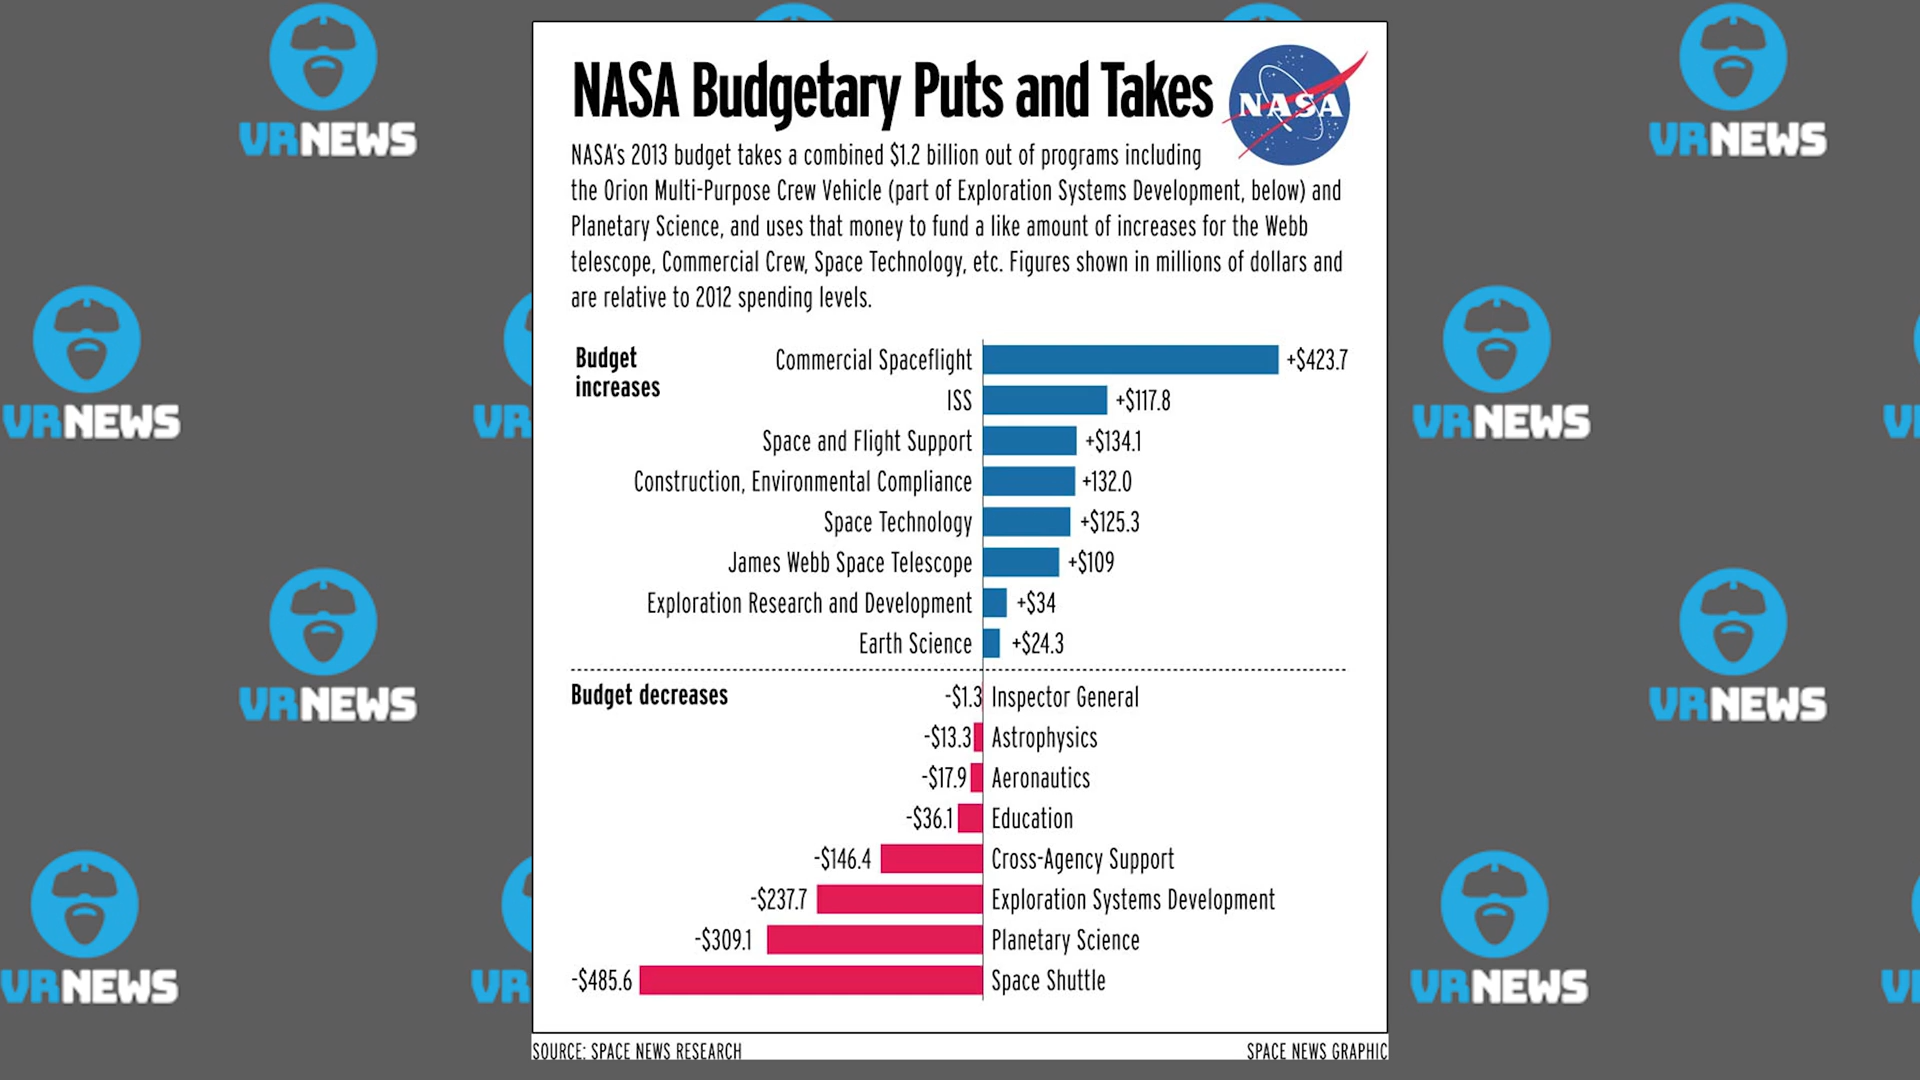 NASA Budgetary Puts and Takes
NASA
NASA's 2013 budget takes a combined $1.2 billion out of programs including
the Orion Multi-Purpose Crew Vehicle (part of Exploration Systems Development, below) and
Planetary Science, and uses that money to fund a like amount of increases for the Webb
telescope, Commercial Crew, Space Technology, etc. Figures shown in millions of dollars and
are relative to 2012 spending levels.
Budget
increases
Commercial Spaceflight +$423.7
ISS +$117.8
Space and Flight Support +$134.1
Construction, Environmental Compliance +132.0
Space Technology +$125.3
James Webb Space Telescope +$109
Exploration Research and Development +$34
Earth Science +$24.3
Budget decreases
-$1.3 Inspector General
-$13.3 Astrophysics
-$17.9 Aeronautics
-$36.1 Education
-$146.4 Cross-Agency Support
-$237.7 Exploration Systems Development
-$309.1 Planetary Science
-$485.6 Space Shuttle
SOURCE: SPACE NEWS RESEARCH
SPACE NEWS GRAPHIC
VRNEWS
VRNEWS
VRNEWS
VR
VRNEWS
VR
VRNEWS
VRNEWS
VRNEWS
VR
VRNEWS
VR